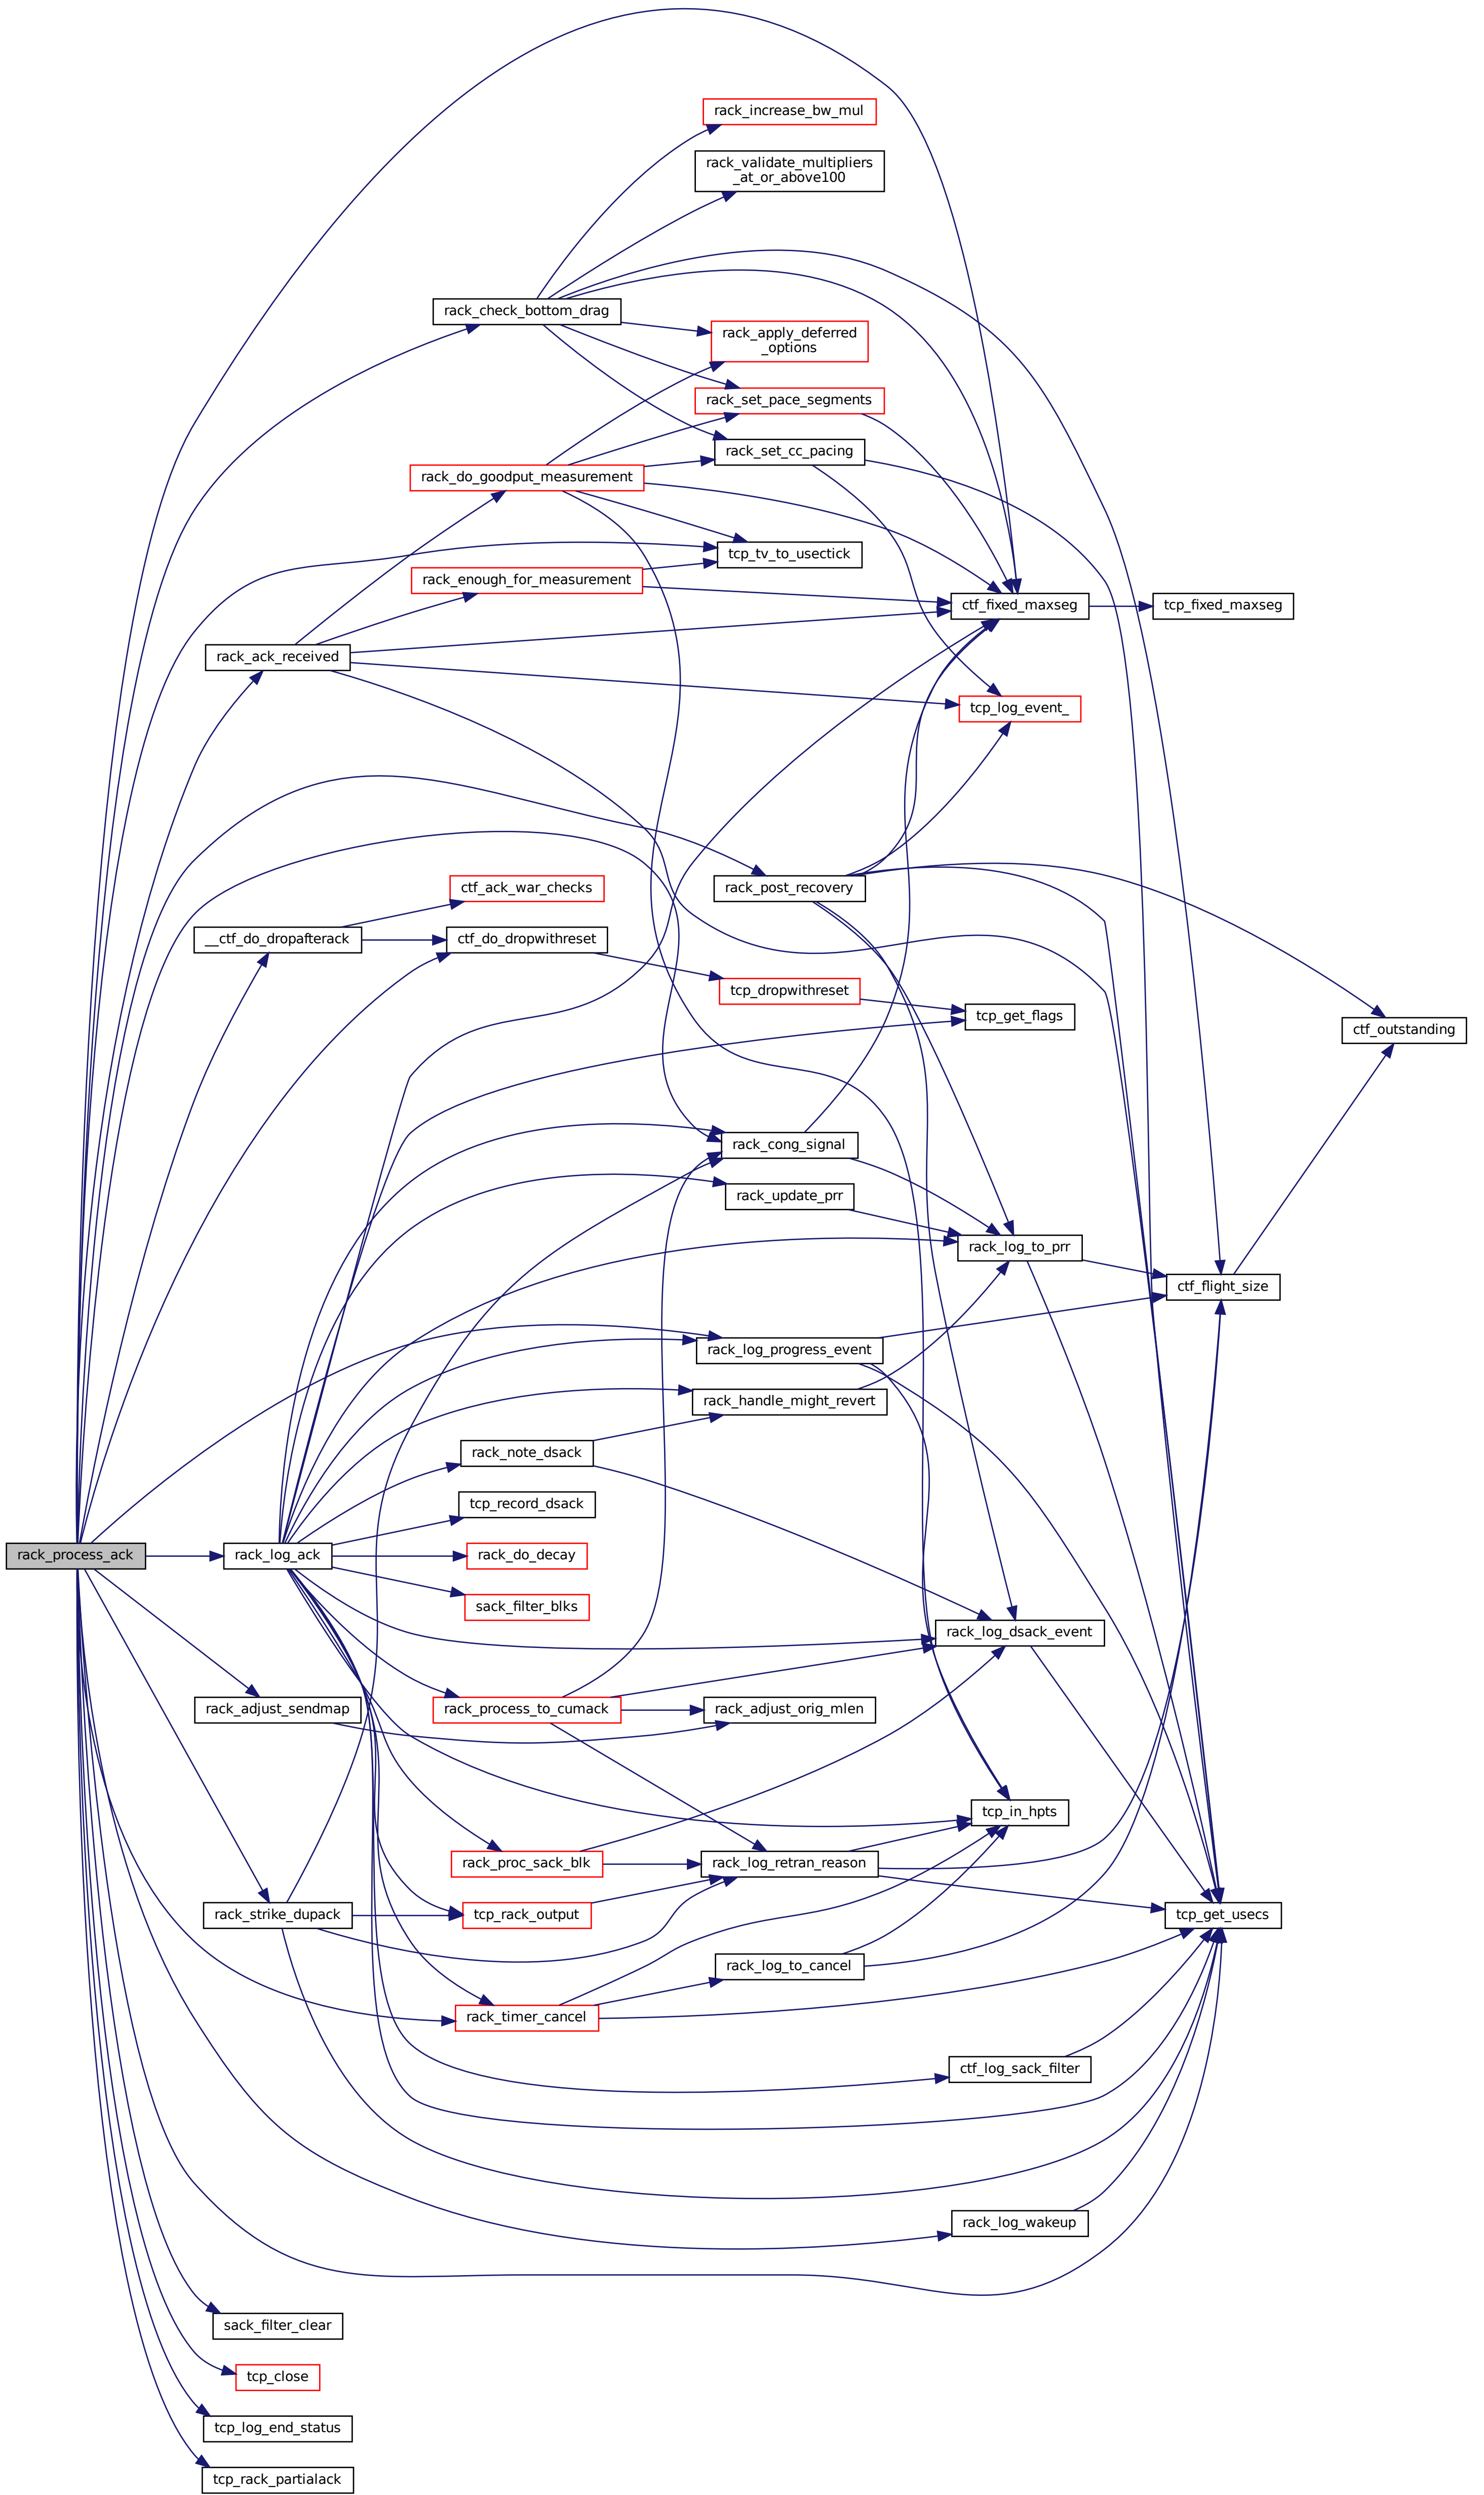 rack_increase_bw_mul
rack_validate_multipliers
_at_or_above100
rack_check_bottom_drag
rack_apply_deferred
_options
rack_set_pace_segments
rack_set_cc_pacing
rack_do_goodput_measurement
tcp_tv_to_usectick
rack_enough_for_measurement
ctf_fixed_maxseg
tcp_fixed_maxseg
rack_ack_received
tcp_log_event_
rack_post_recovery
ctf_ack_war_checks
__ctf_do_dropafterack
ctf_do_dropwithreset
tcp_dropwithreset
tcp_get_flags
ctf_outstanding
rack_cong_signal
rack_update_prr
rack_log_to_prr
ctf_flight_size
rack_log_progress_event
rack_handle_might_revert
rack_note_dsack
tcp_record_dsack
rack_process_ack
rack_log_ack
rack_do_decay
sack_filter_blks
rack_log_dsack_event
rack_adjust_sendmap
rack_process_to_cumack
rack_adjust_orig_mlen
tcp_in_hpts
rack_proc_sack_blk
rack_log_retran_reason
rack_strike_dupack
tcp_rack_output
tcp_get_usecs
rack_log_to_cancel
rack_timer_cancel
ctf_log_sack_filter
rack_log_wakeup
sack_filter_clear
tcp_close
tcp_log_end_status
tcp_rack_partialack